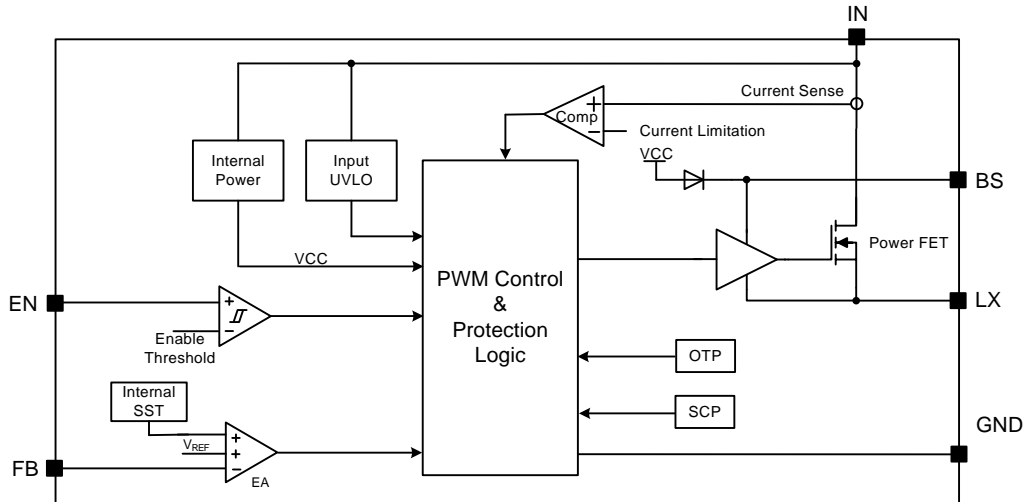 IN
Current Sense
+
Comp
−
Current Limitation
Internal
Power
Input
UVLO
VCC
BS
Power FET
VCC
PWM Control
&
Protection
Logic
EN
+
−
Enable
Threshold
LX
OTP
Internal
SST
SCP
GND
+
VREF
+
−
FB
EA